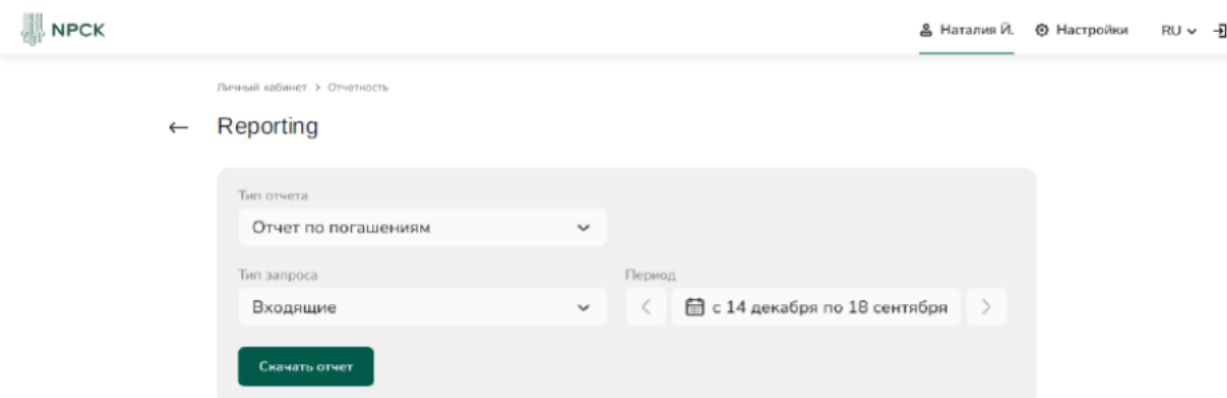 NPCK
Наталия Й. Настройки RU
Личный кабинет > Отчетность
← Reporting
Тип отчета
Отчет по погашениям
Тип запроса Период
Входящие < с 14 декабря по 18 сентября >
Скачать отчет